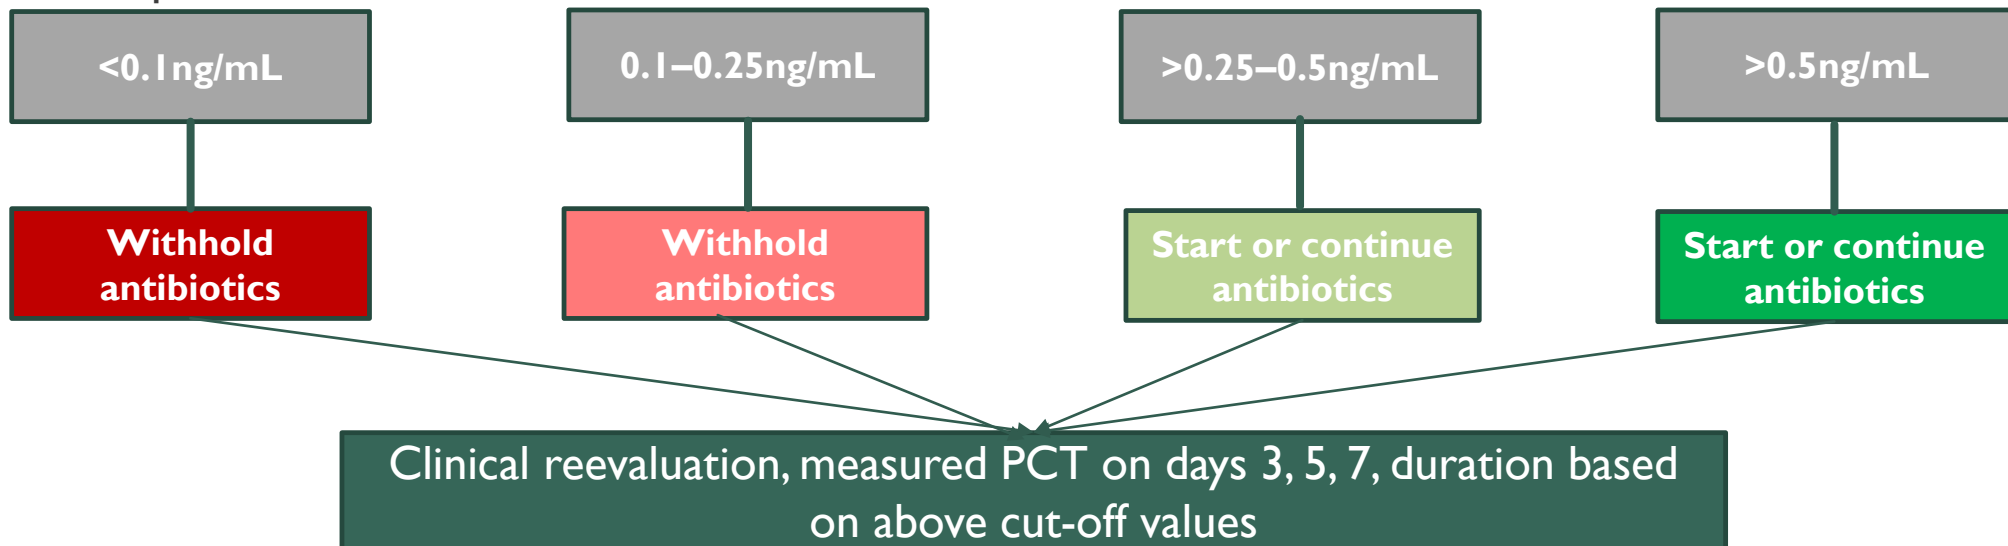 <0.1ng/mL
0.1–0.25ng/mL
>0.25–0.5ng/mL
>0.5ng/mL
Withhold
antibiotics
Withhold
antibiotics
Start or continue
antibiotics
Start or continue
antibiotics
Clinical reevaluation, measured PCT on days 3, 5, 7, duration based
on above cut-off values